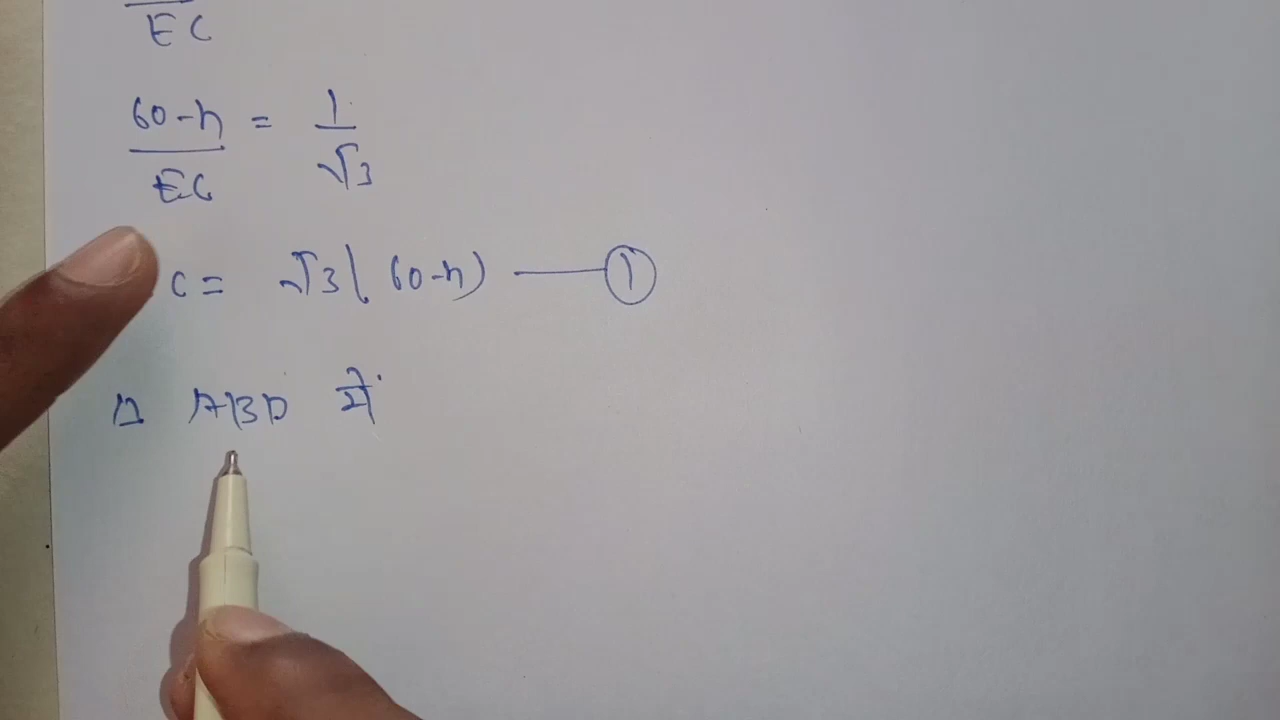 EC
60-h/EC = 1/√3
C = √3(60-h) —— ①
△ ABD में